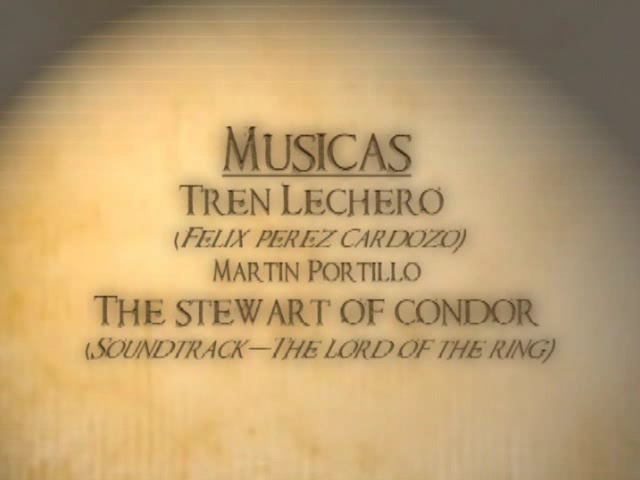 MUSICAS
TREN LECHERO
(FELIX PEREZ CARDOZO)
MARTIN PORTILLO
THE STEWART OF CONDOR
(SOUNDTRACK—THE LORD OF THE RING)